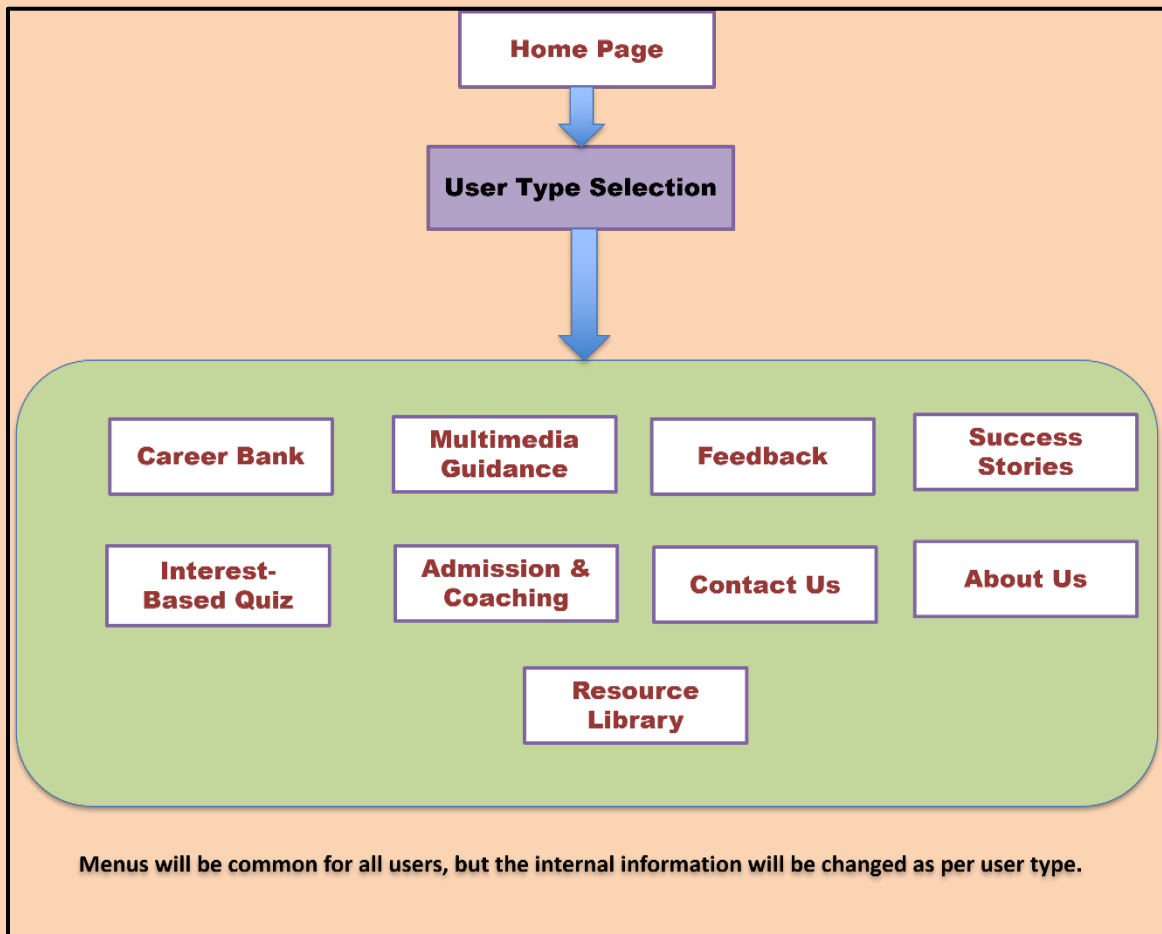 Home Page
User Type Selection
Career Bank
Multimedia
Guidance
Feedback
Success
Stories
Interest-
Based Quiz
Admission &
Coaching
Contact Us
About Us
Resource
Library
Menus will be common for all users, but the internal information will be changed as per user type.